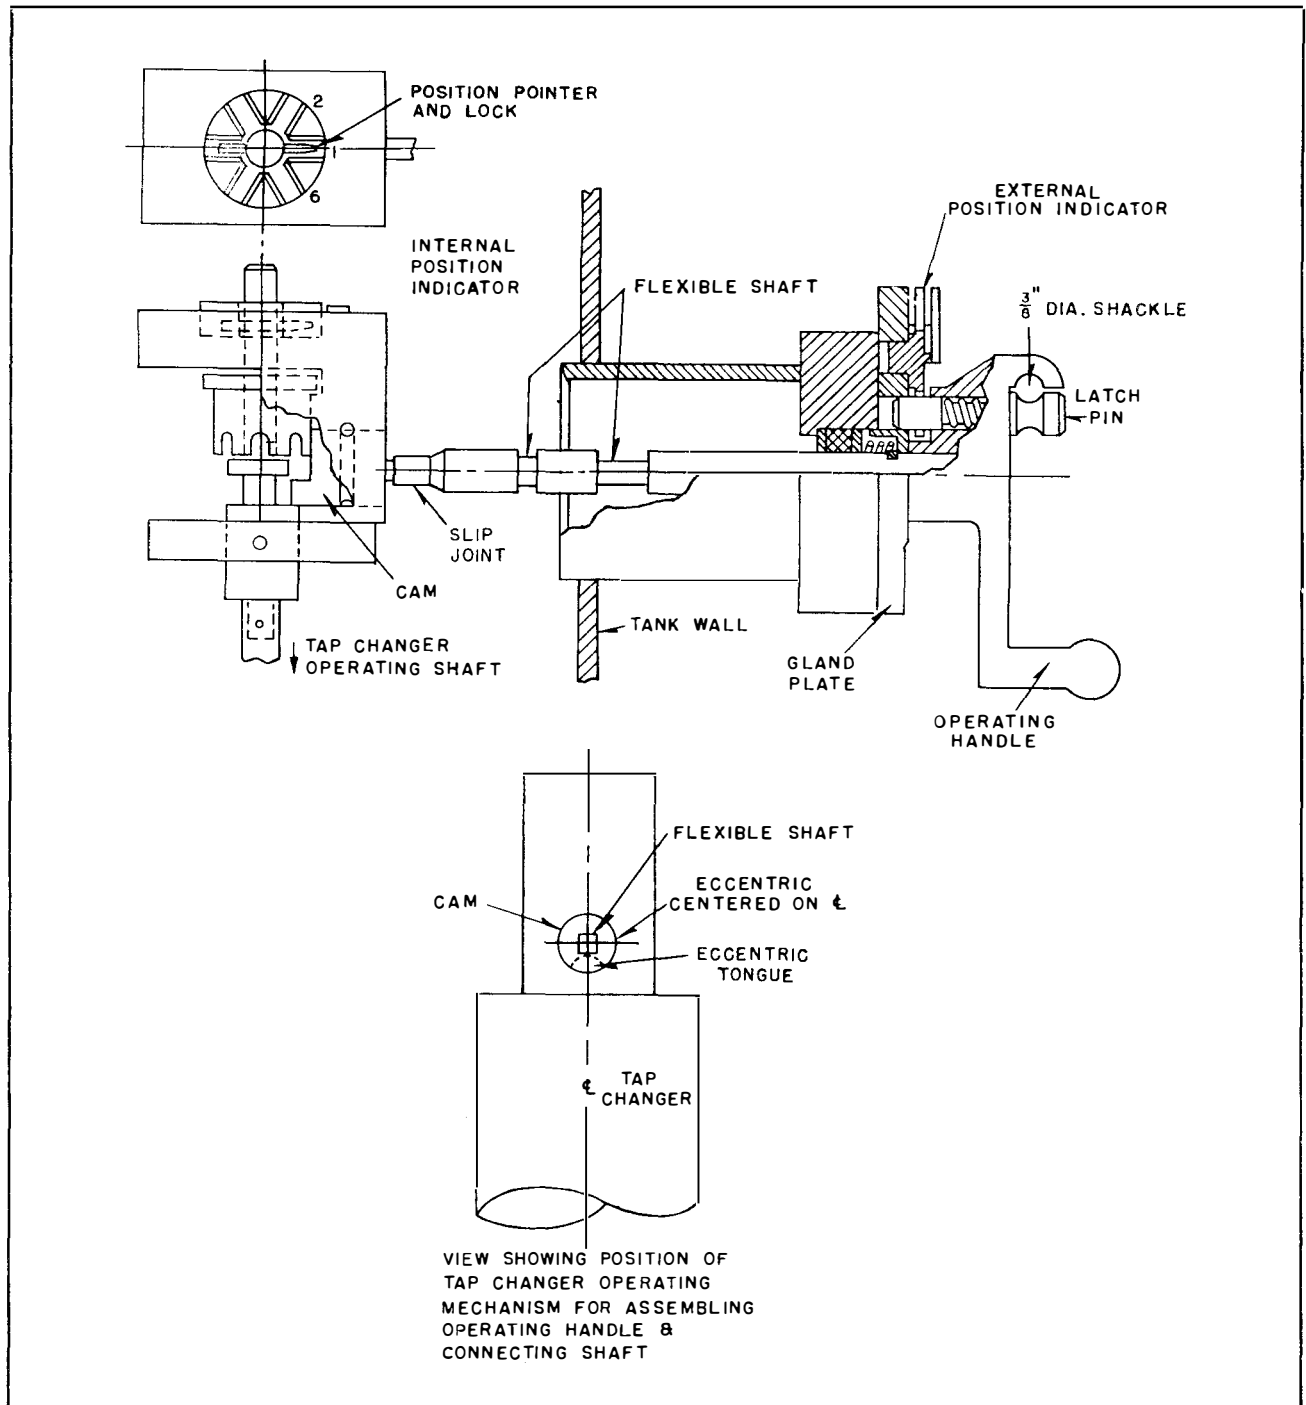 POSITION POINTER
AND LOCK
2
1
6
INTERNAL
POSITION
INDICATOR
FLEXIBLE SHAFT
EXTERNAL
POSITION INDICATOR
3/8" DIA. SHACKLE
LATCH
PIN
SLIP
JOINT
CAM
TAP CHANGER
OPERATING SHAFT
TANK WALL
GLAND
PLATE
OPERATING
HANDLE
FLEXIBLE SHAFT
CAM
ECCENTRIC
CENTERED ON ℄
ECCENTRIC
TONGUE
℄ TAP
CHANGER
VIEW SHOWING POSITION OF
TAP CHANGER OPERATING
MECHANISM FOR ASSEMBLING
OPERATING HANDLE &
CONNECTING SHAFT